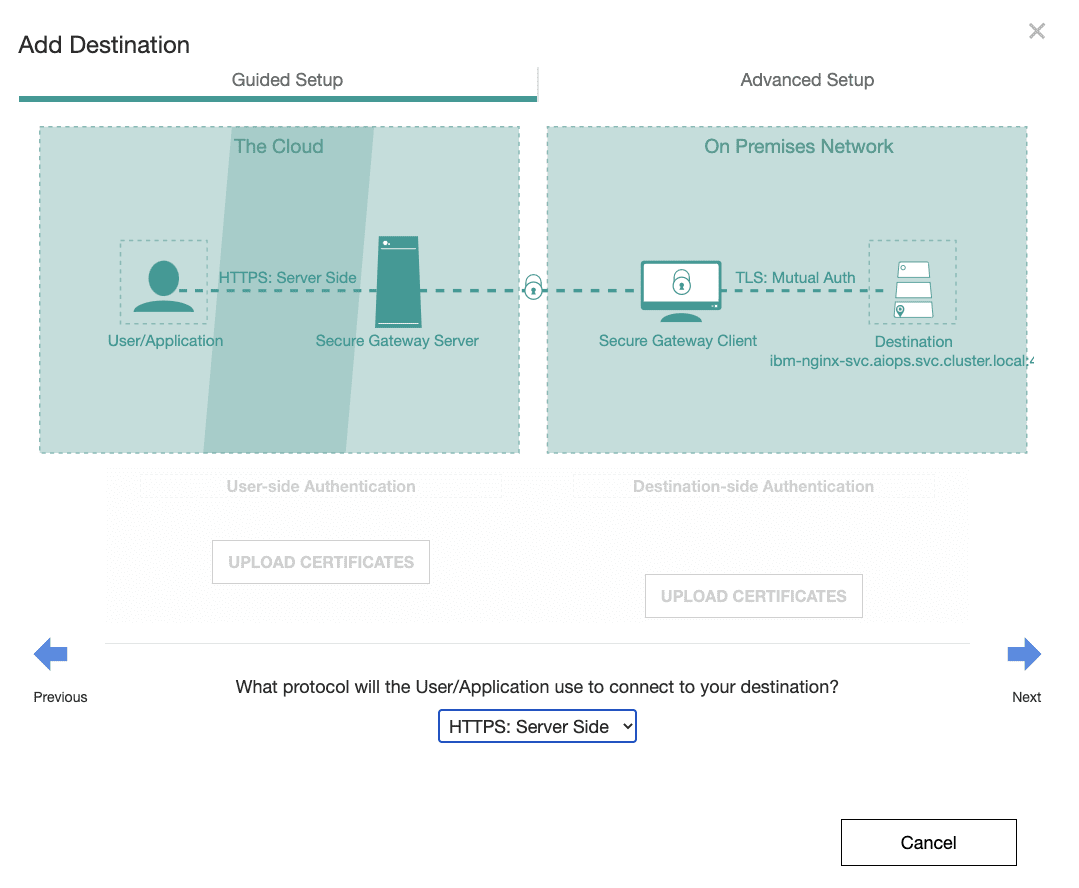 Add Destination
Guided Setup
Advanced Setup
The Cloud
On Premises Network
HTTPS: Server Side
TLS: Mutual Auth
User/Application
Secure Gateway Server
Secure Gateway Client
Destination
ibm-nginx-svc.aiops.svc.cluster.local:4
User-side Authentication
Destination-side Authentication
UPLOAD CERTIFICATES
UPLOAD CERTIFICATES
Previous
Next
What protocol will the User/Application use to connect to your destination?
HTTPS: Server Side
Cancel